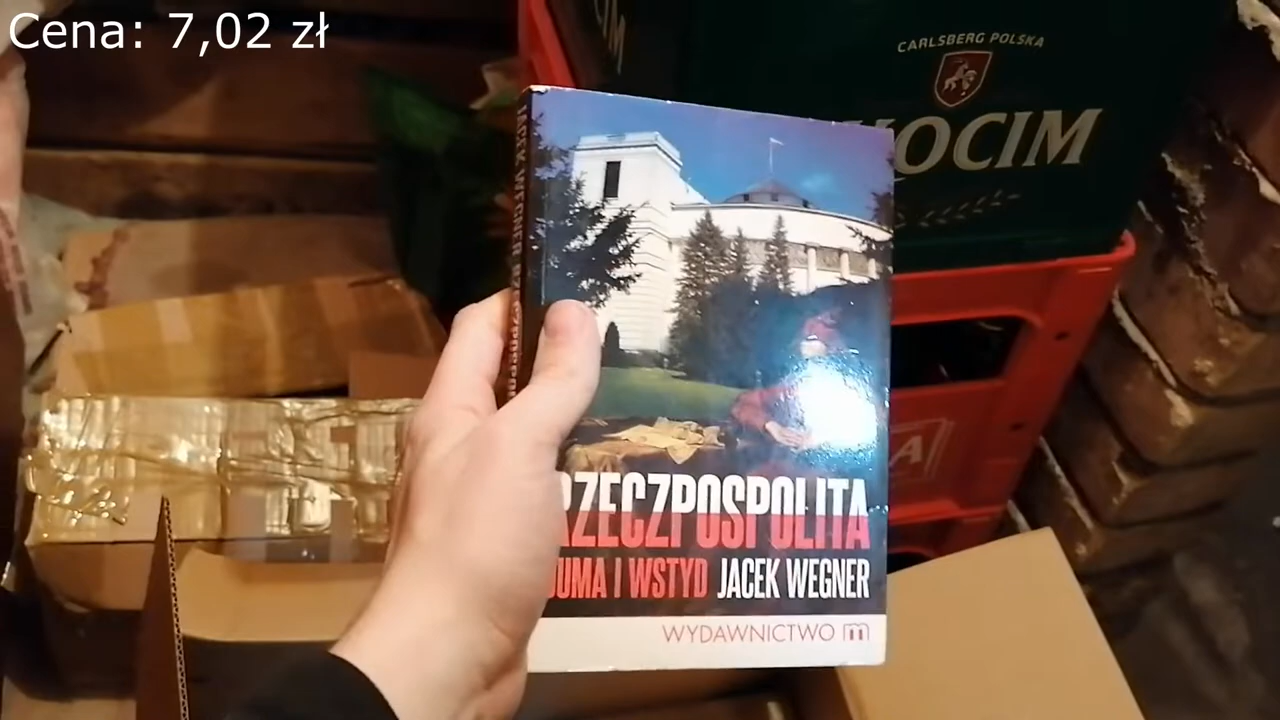 Cena: 7,02 zł
CARLSBERG POLSKA
OCIM
RZECZPOSPOLITA
DUMA I WSTYD JACEK WEGNER
WYDAWNICTWO m